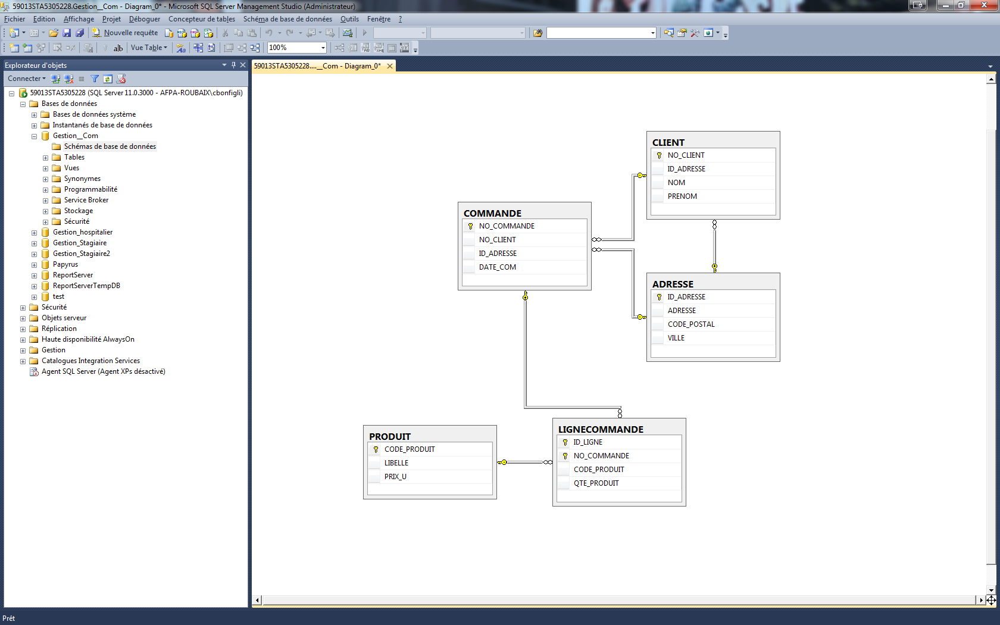 59013STA5305228.Gestion__Com - Diagram_0* - Microsoft SQL Server Management Studio (Administrateur)
Fichier Edition Affichage Projet Déboguer Concepteur de tables Schéma de base de données Outils Fenêtre ?
Nouvelle requête
Vue Table 100%
Explorateur d'objets
Connecter
59013STA5305228 (SQL Server 11.0.3000 - AFPA-ROUBAIX\cbonfigli)
Bases de données
Bases de données système
Instantanés de base de données
Gestion__Com
Schémas de base de données
Tables
Vues
Synonymes
Programmabilité
Service Broker
Stockage
Sécurité
Gestion_hospitalier
Gestion_Stagiaire
Gestion_Stagiaire2
Papyrus
ReportServer
ReportServerTempDB
test
Sécurité
Objets serveur
Réplication
Haute disponibilité AlwaysOn
Gestion
Catalogues Integration Services
Agent SQL Server (Agent XPs désactivé)
59013STA5305228....__Com - Diagram_0*
CLIENT
NO_CLIENT
ID_ADRESSE
NOM
PRENOM
COMMANDE
NO_COMMANDE
NO_CLIENT
ID_ADRESSE
DATE_COM
ADRESSE
ID_ADRESSE
ADRESSE
CODE_POSTAL
VILLE
PRODUIT
CODE_PRODUIT
LIBELLE
PRIX_U
LIGNECOMMANDE
ID_LIGNE
NO_COMMANDE
CODE_PRODUIT
QTE_PRODUIT
Prêt